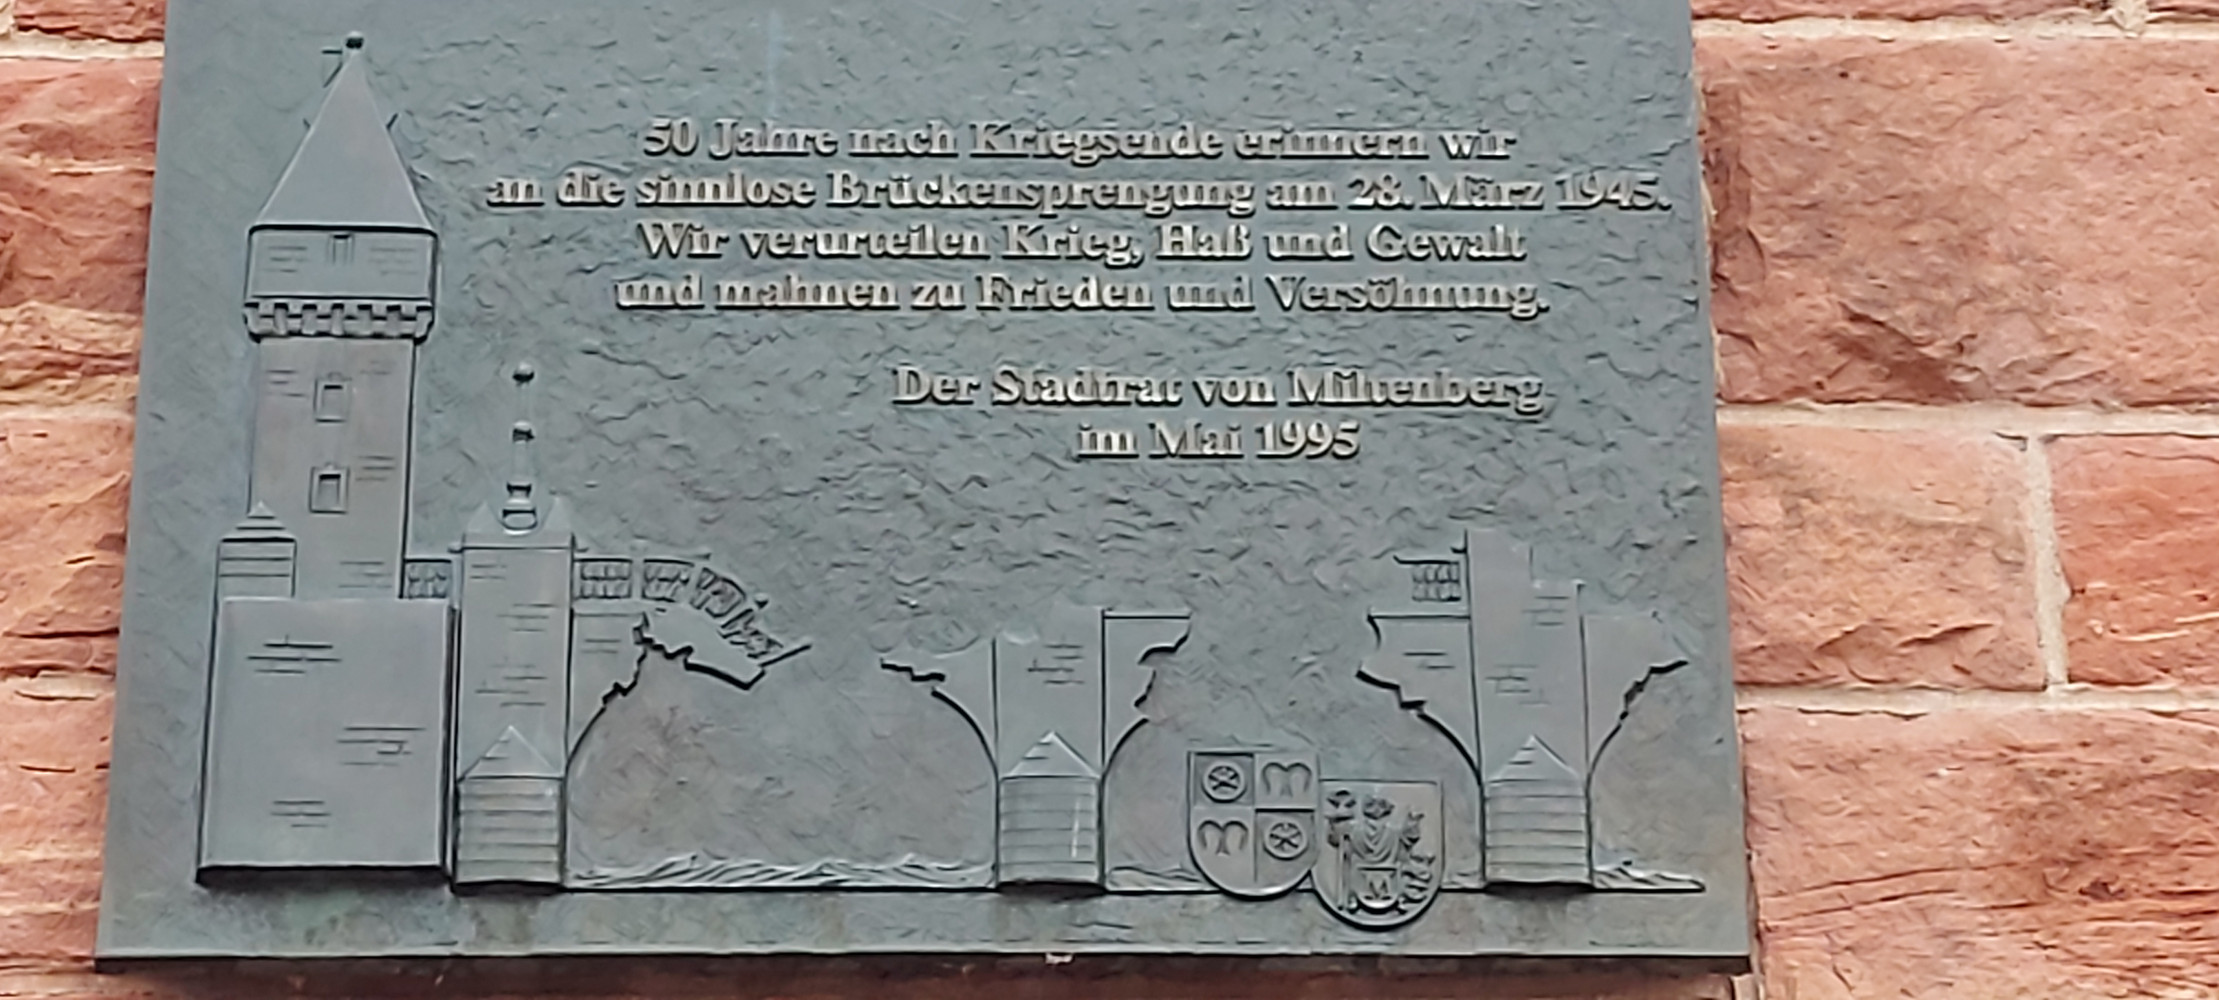 50 Jahre nach Kriegsende erinnern wir
an die sinnlose Brückensprengung am 28. März 1945.
Wir verurteilen Krieg, Haß und Gewalt
und mahnen zu Frieden und Versöhnung.
Der Stadtrat von Miltenberg
im Mai 1995
M